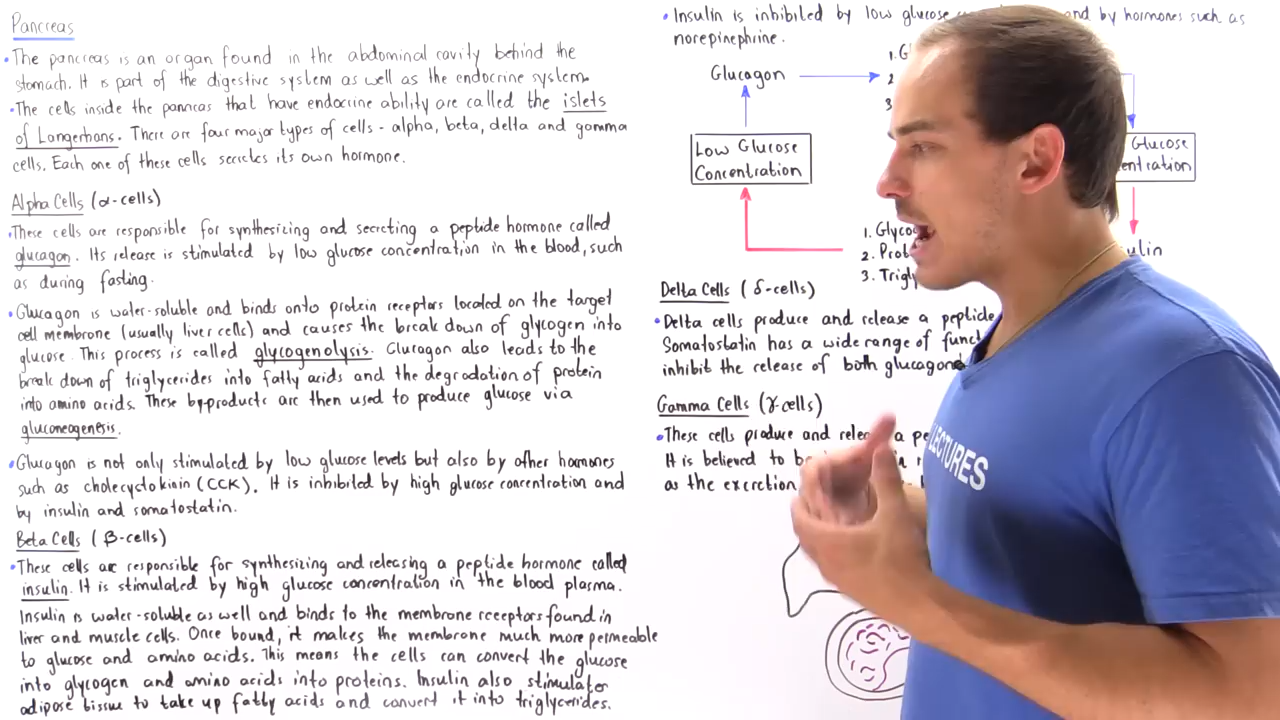 Pancreas
• The pancreas is an organ found in the abdominal cavity behind the
stomach. It is part of the digestive system as well as the endocrine system.
• The cells inside the pancreas that have endocrine ability are called the islets
of Langerhans. There are four major types of cells - alpha, beta, delta and gamma
cells. Each one of these cells secretes its own hormone.
Alpha Cells (α-cells)
• These cells are responsible for synthesizing and secreting a peptide hormone called
glucagon. Its release is stimulated by low glucose concentration in the blood, such
as during fasting.
• Glucagon is water-soluble and binds onto protein receptors located on the target
cell membrane (usually liver cells) and causes the break down of glycogen into
glucose. This process is called glycogenolysis. Glucagon also leads to the
break down of triglycerides into fatty acids and the degradation of protein
into amino acids. These byproducts are then used to produce glucose via
gluconeogenesis.
• Glucagon is not only stimulated by low glucose levels but also by other hormones
such as cholecystokinin (CCK). It is inhibited by high glucose concentration and
by insulin and somatostatin.
Beta Cells (β-cells)
• These cells are responsible for synthesizing and releasing a peptide hormone called
insulin. It is stimulated by high glucose concentration in the blood plasma.
Insulin is water-soluble as well and binds to the membrane receptors found in
liver and muscle cells. Once bound, it makes the membrane much more permeable
to glucose and amino acids. This means the cells can convert the glucose
into glycogen and amino acids into proteins. Insulin also stimulates
adipose tissue to take up fatty acids and convert it into triglycerides.
• Insulin is inhibited by low glucose and by hormones such as
norepinephrine.
Glucagon
1.
2
3
Low Glucose
Concentration
Glucose
1.
2.
3.
Delta Cells (δ-cells)
• Delta cells produce and release a peptide
Somatostatin has a wide range of
inhibit the release of both glucagon
Gamma Cells (γ-cells)
• These cells produce and release a
It is believed to
as the excretion
LECTURES